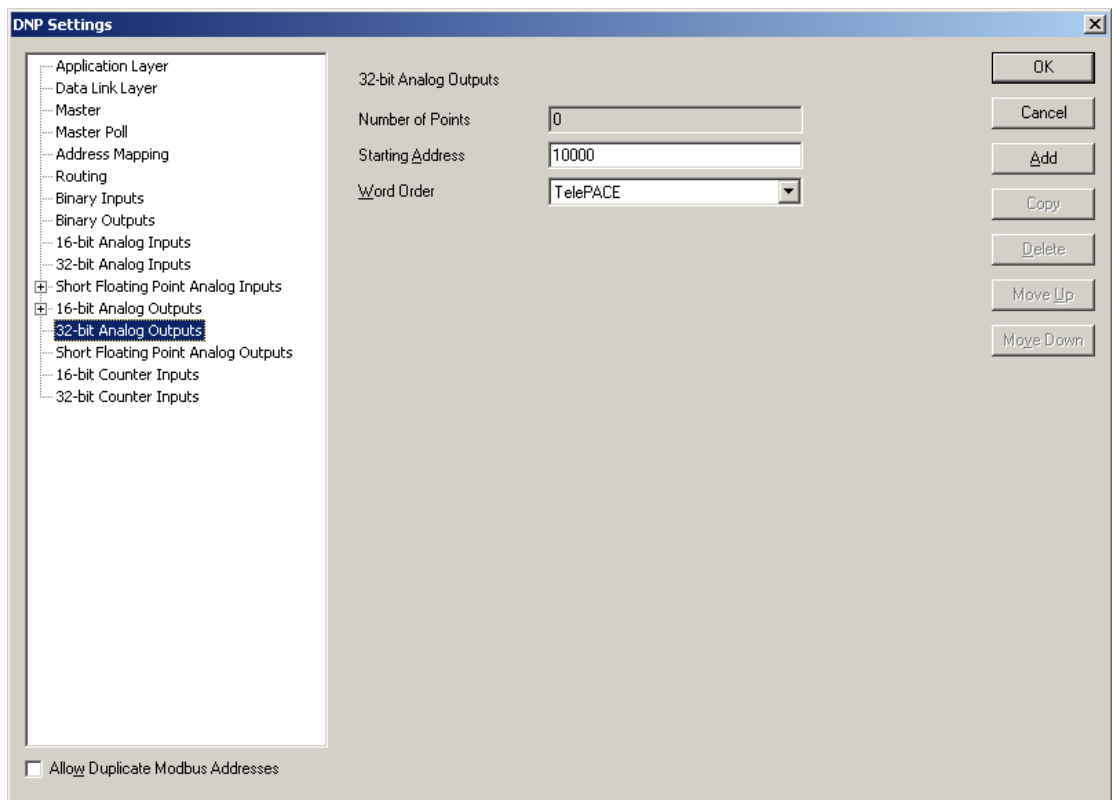 DNP Settings
Application Layer
Data Link Layer
Master
Master Poll
Address Mapping
Routing
Binary Inputs
Binary Outputs
16-bit Analog Inputs
32-bit Analog Inputs
Short Floating Point Analog Inputs
16-bit Analog Outputs
32-bit Analog Outputs
Short Floating Point Analog Outputs
16-bit Counter Inputs
32-bit Counter Inputs
Allow Duplicate Modbus Addresses
32-bit Analog Outputs
Number of Points 0
Starting Address 10000
Word Order TelePACE
OK
Cancel
Add
Copy
Delete
Move Up
Move Down